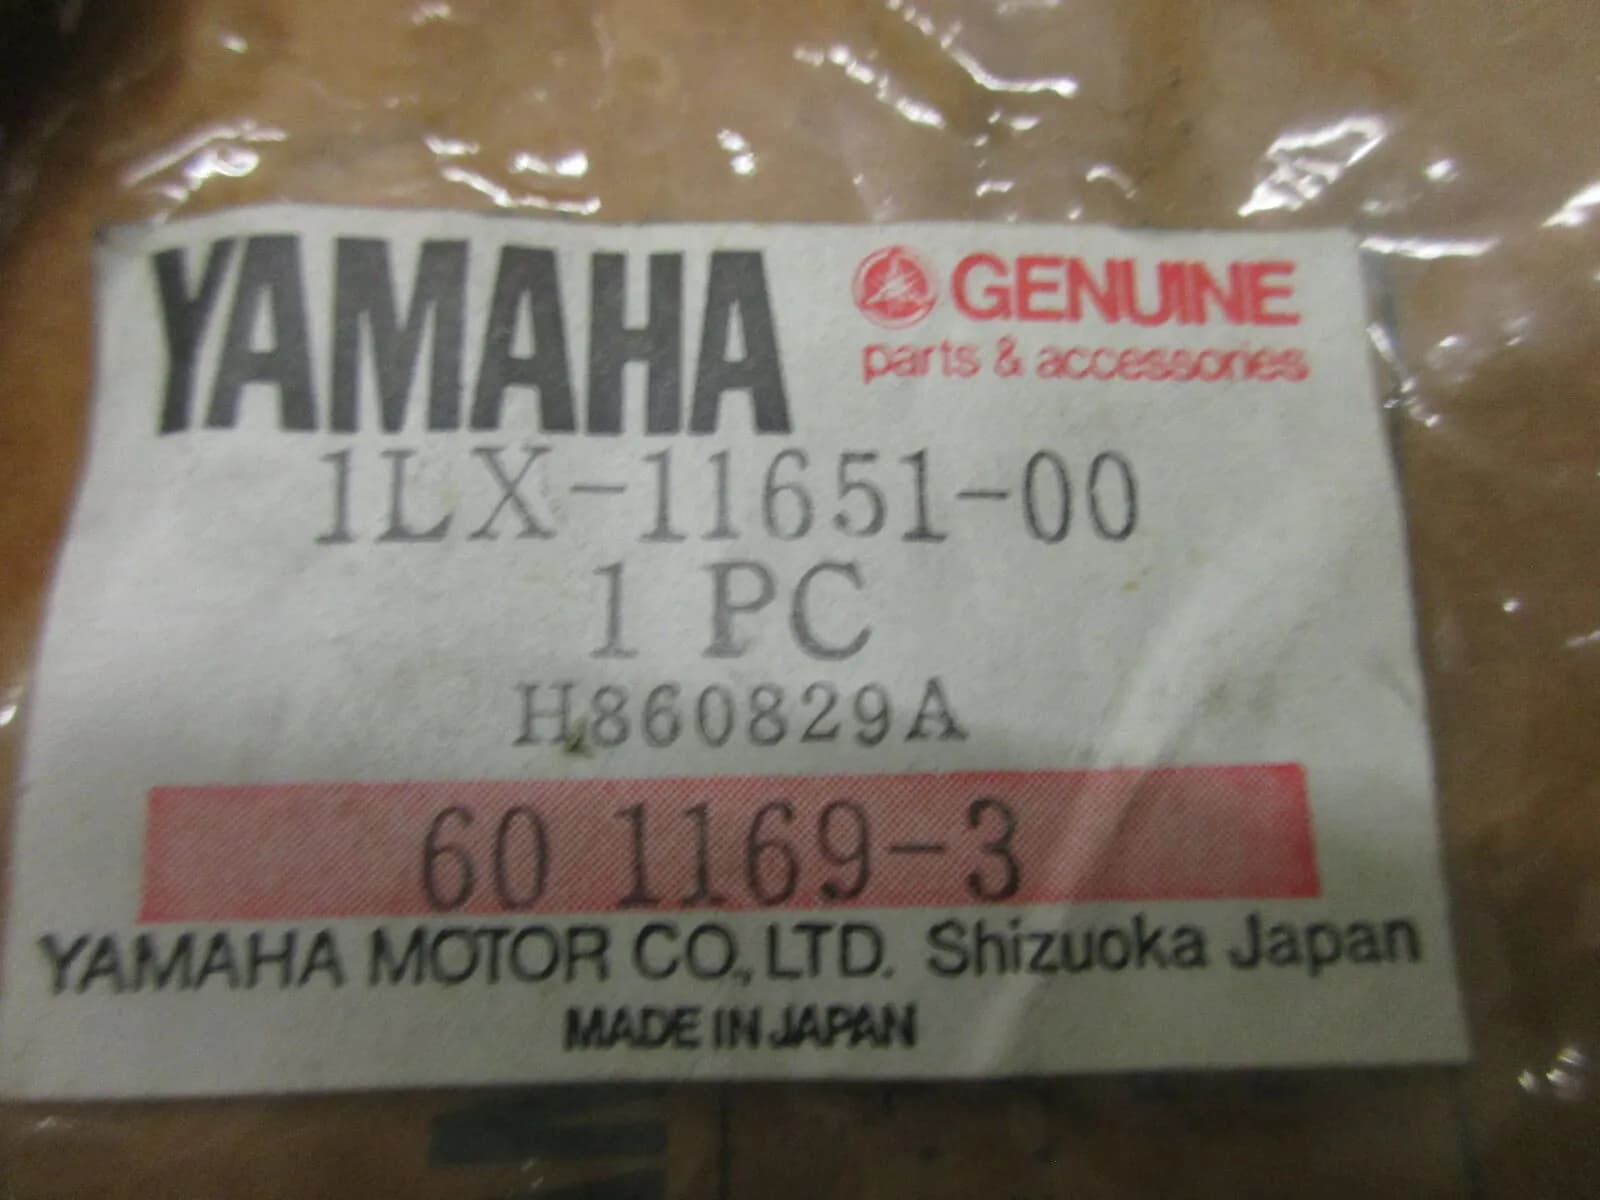 YAMAHA GENUINE
parts & accessories
1LX-11651-00
1 PC
H860829A
60 1169-3
YAMAHA MOTOR CO., LTD. Shizuoka Japan
MADE IN JAPAN